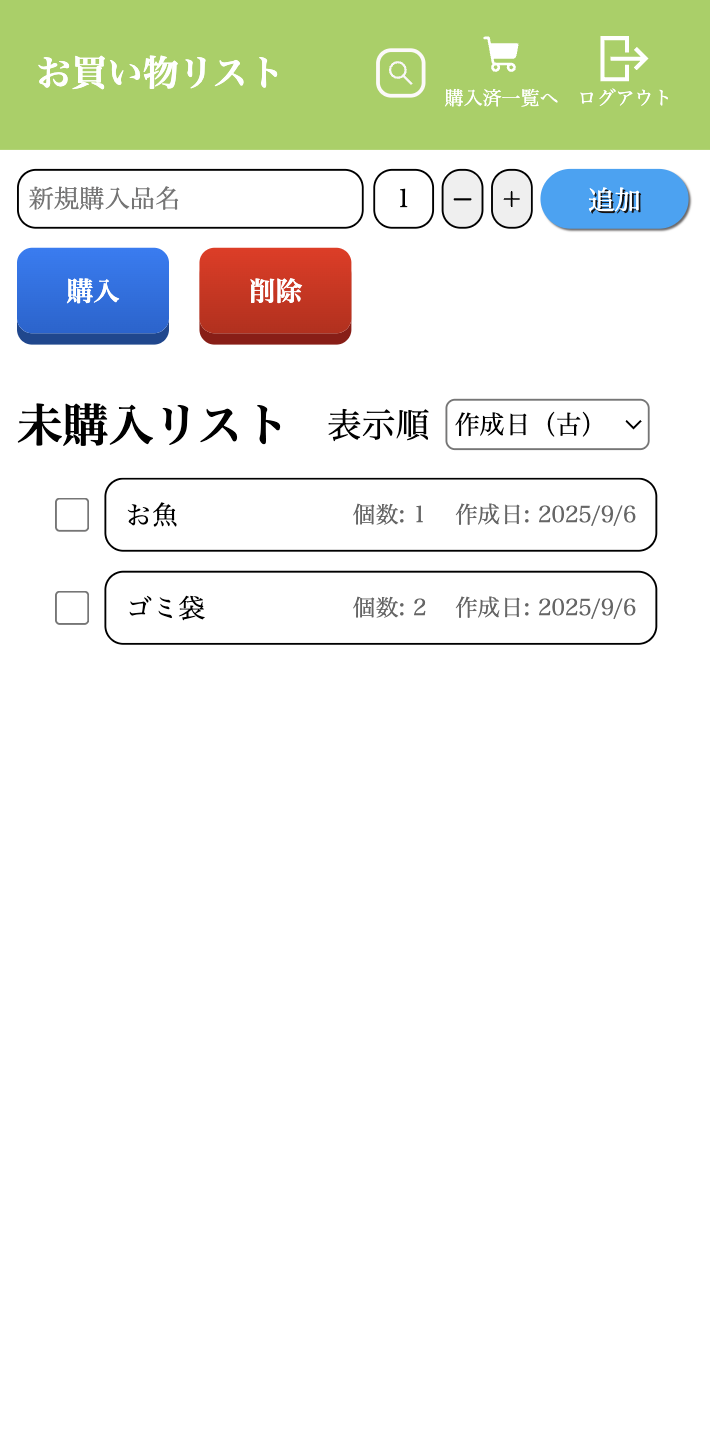 お買い物リスト
購入済一覧へ ログアウト
新規購入品名 1 − + 追加
購入 削除
未購入リスト 表示順 作成日（古）
お魚 個数: 1 作成日: 2025/9/6
ゴミ袋 個数: 2 作成日: 2025/9/6